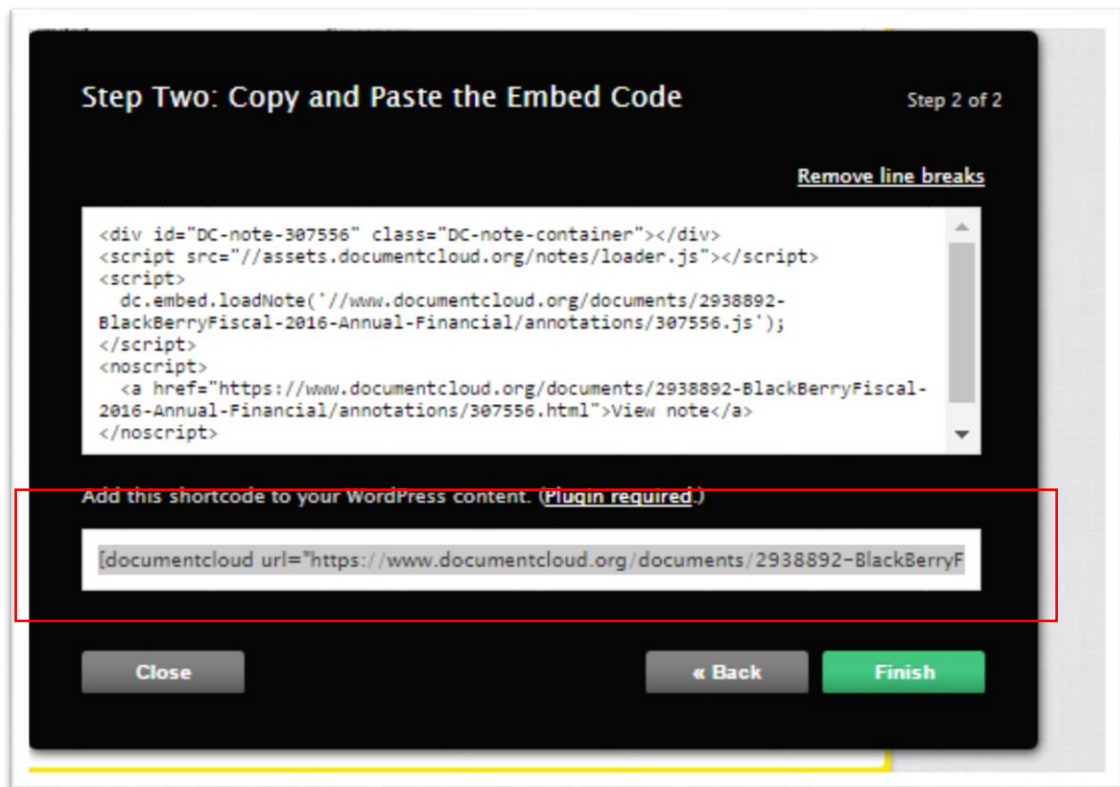 Step Two: Copy and Paste the Embed Code
Step 2 of 2
Remove line breaks
<div id="DC-note-307556" class="DC-note-container"></div>
<script src="//assets.documentcloud.org/notes/loader.js"></script>
<script>
  dc.embed.loadNote('//www.documentcloud.org/documents/2938892-
BlackBerryFiscal-2016-Annual-Financial/annotations/307556.js');
</script>
<noscript>
  <a href="https://www.documentcloud.org/documents/2938892-BlackBerryFiscal-
2016-Annual-Financial/annotations/307556.html">View note</a>
</noscript>
Add this shortcode to your WordPress content. (Plugin required.)
[documentcloud url="https://www.documentcloud.org/documents/2938892-BlackBerryF
Close
« Back
Finish